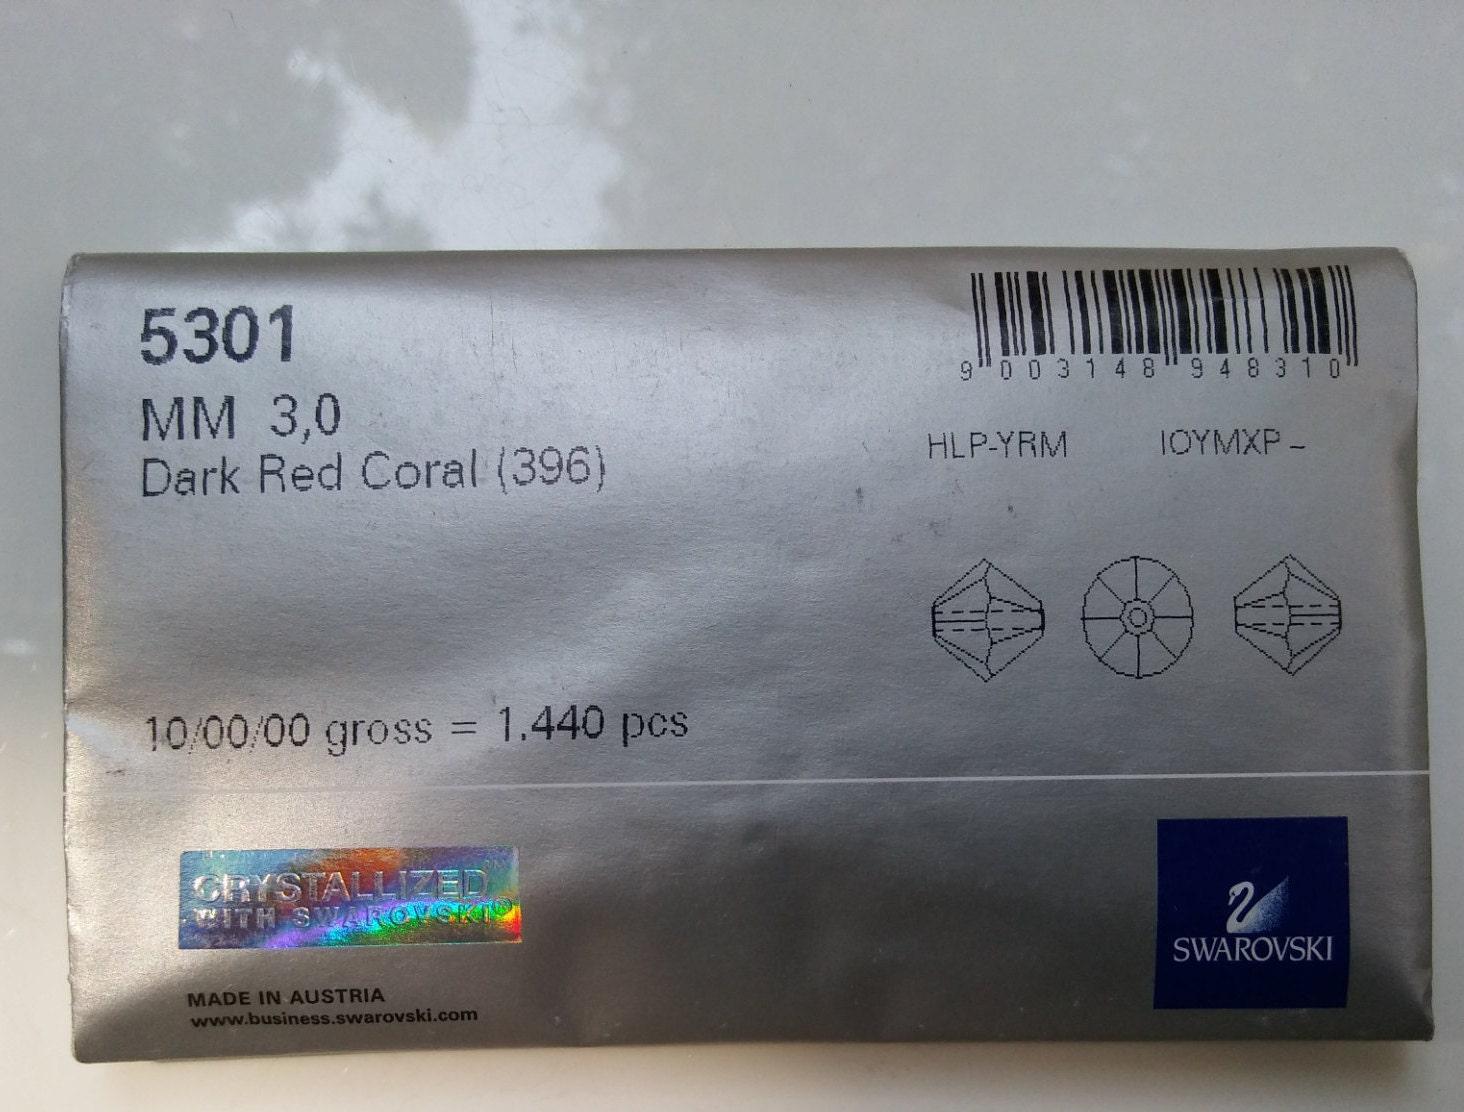 5301
MM 3,0
Dark Red Coral (396)
9 003148 948310
HLP-YRM IOYMXP-
10/00/00 gross = 1.440 pcs
CRYSTALLIZED™
WITH SWAROVSKI®
MADE IN AUSTRIA
www.business.swarovski.com
SWAROVSKI